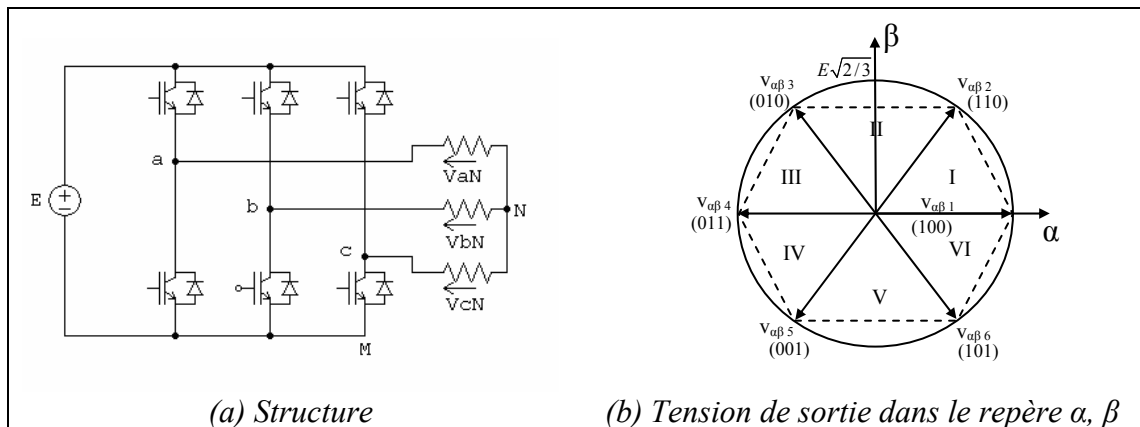 E
a
b
c
VaN
VbN
VcN
N
M
(a) Structure
β
E√2/3
vαβ 3
(010)
vαβ 2
(110)
II
III
I
vαβ 4
(011)
vαβ 1
(100)
α
IV
VI
V
vαβ 5
(001)
vαβ 6
(101)
(b) Tension de sortie dans le repère α, β